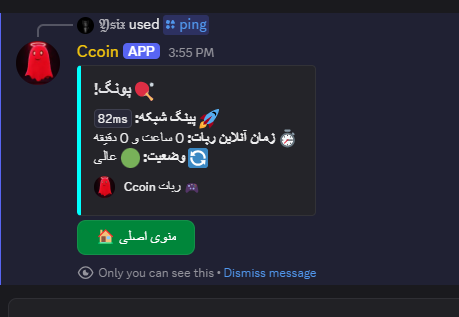 𝔜𝔰𝔦𝔵 used ping
Ccoin APP 3:55 PM
🏓 پونگ!
🚀 پینگ شبکه: 82ms
⏱️ زمان آنلاین ربات: 0 ساعت و 0 دقیقه
🔄 وضعیت: 🟢 عالی
🎮 ربات Ccoin
منوی اصلی 🏠
Only you can see this • Dismiss message